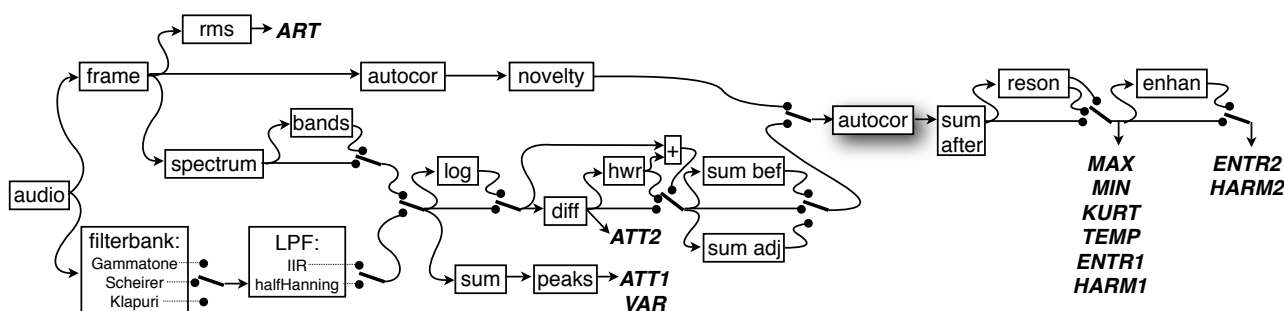 rms
ART
frame
autocor
novelty
reson
enhan
bands
autocor
sum
after
spectrum
log
hwr
+
sum bef
MAX
MIN
KURT
TEMP
ENTR1
HARM1
ENTR2
HARM2
audio
diff
ATT2
sum adj
filterbank:
Gammatone
Scheirer
Klapuri
LPF:
IIR
halfHanning
sum
peaks
ATT1
VAR